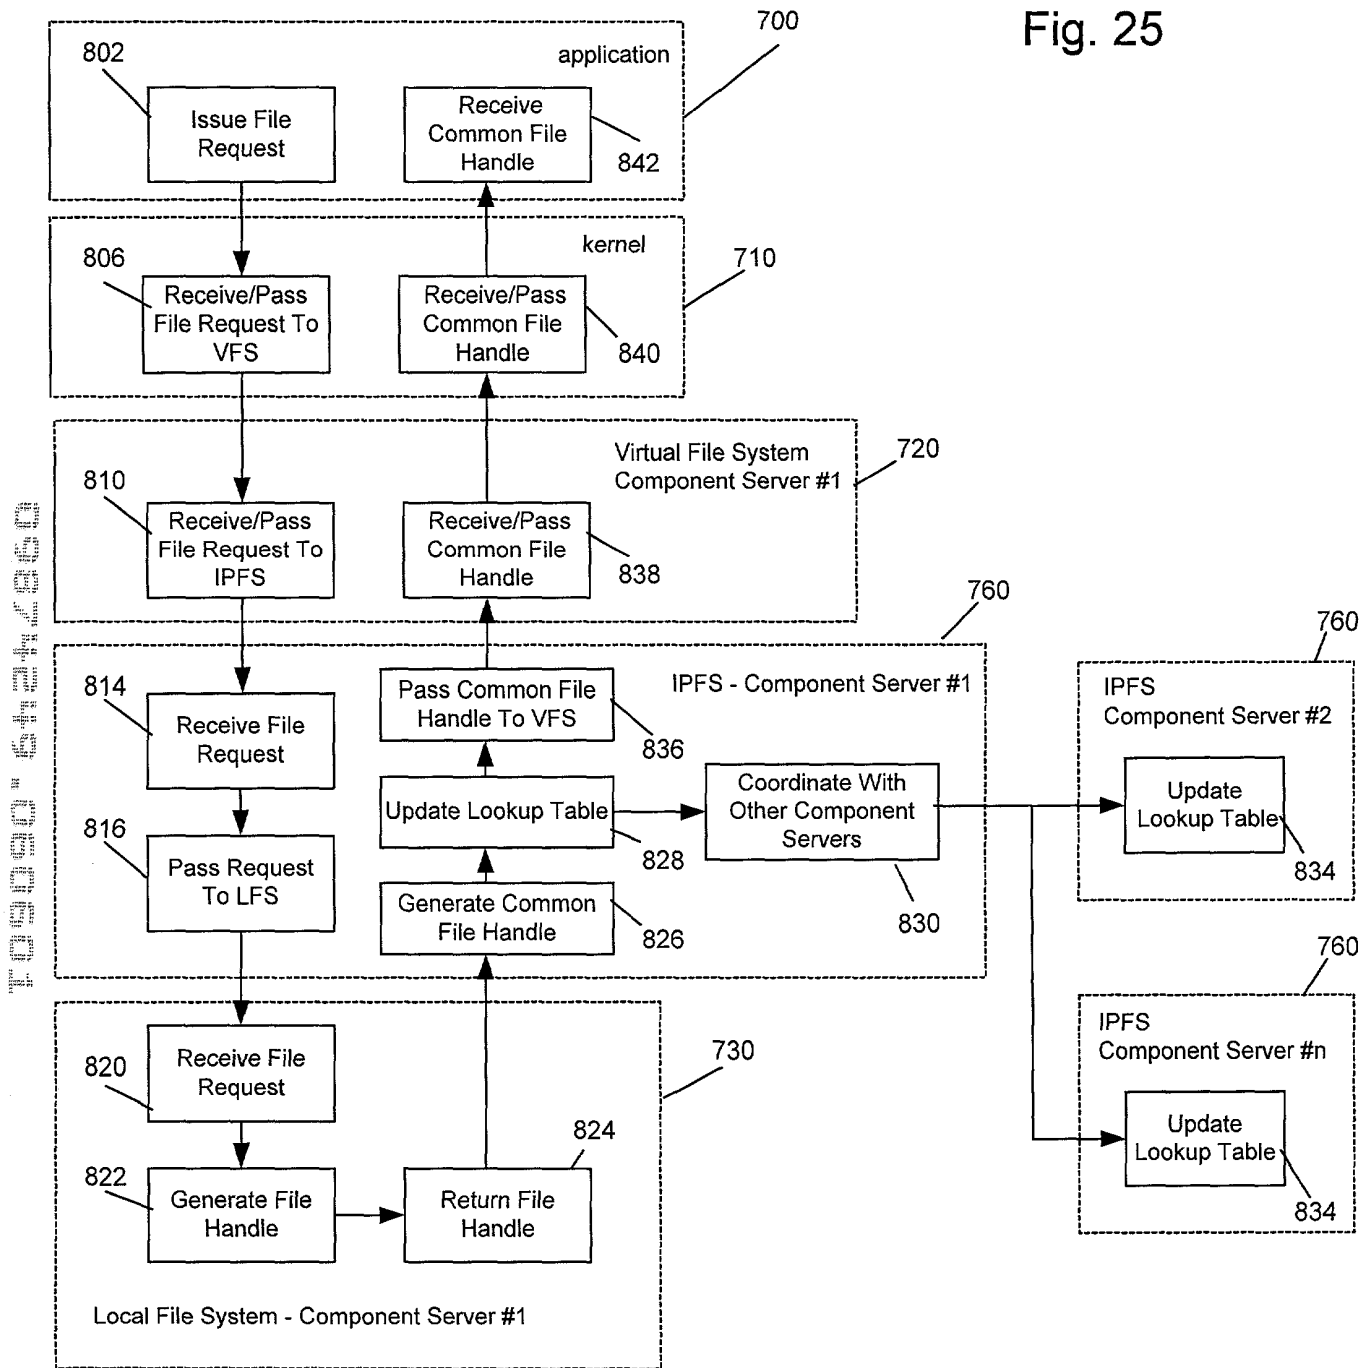 Fig. 25
700
802
application
Issue File
Request
Receive
Common File
Handle
842
kernel
710
806
Receive/Pass
File Request To
VFS
Receive/Pass
Common File
Handle
840
Virtual File System
Component Server #1
720
810
Receive/Pass
File Request To
IPFS
Receive/Pass
Common File
Handle
838
760
IPFS - Component Server #1
814
Receive File
Request
Pass Common File
Handle To VFS
836
816
Pass Request
To LFS
Update Lookup Table
828
Coordinate With
Other Component
Servers
830
Generate Common
File Handle
826
760
IPFS
Component Server #2
Update
Lookup Table
834
760
IPFS
Component Server #n
Update
Lookup Table
834
730
820
Receive File
Request
822
Generate File
Handle
824
Return File
Handle
Local File System - Component Server #1